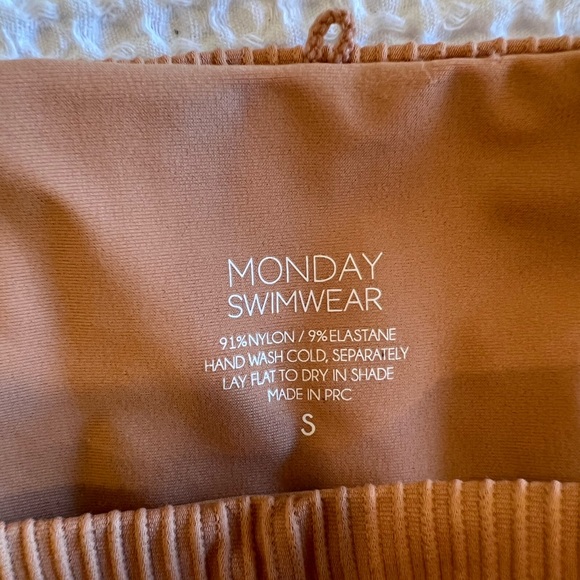 MONDAY
SWIMWEAR
91%NYLON / 9%ELASTANE
HAND WASH COLD, SEPARATELY
LAY FLAT TO DRY IN SHADE
MADE IN PRC
S